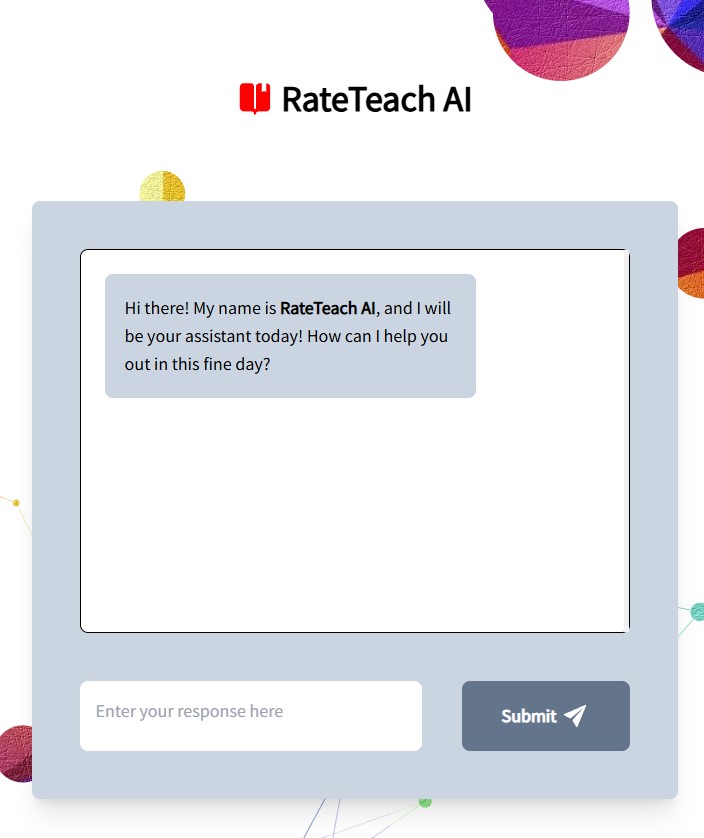 RateTeach AI
Hi there! My name is RateTeach AI, and I will
be your assistant today! How can I help you
out in this fine day?
Enter your response here
Submit